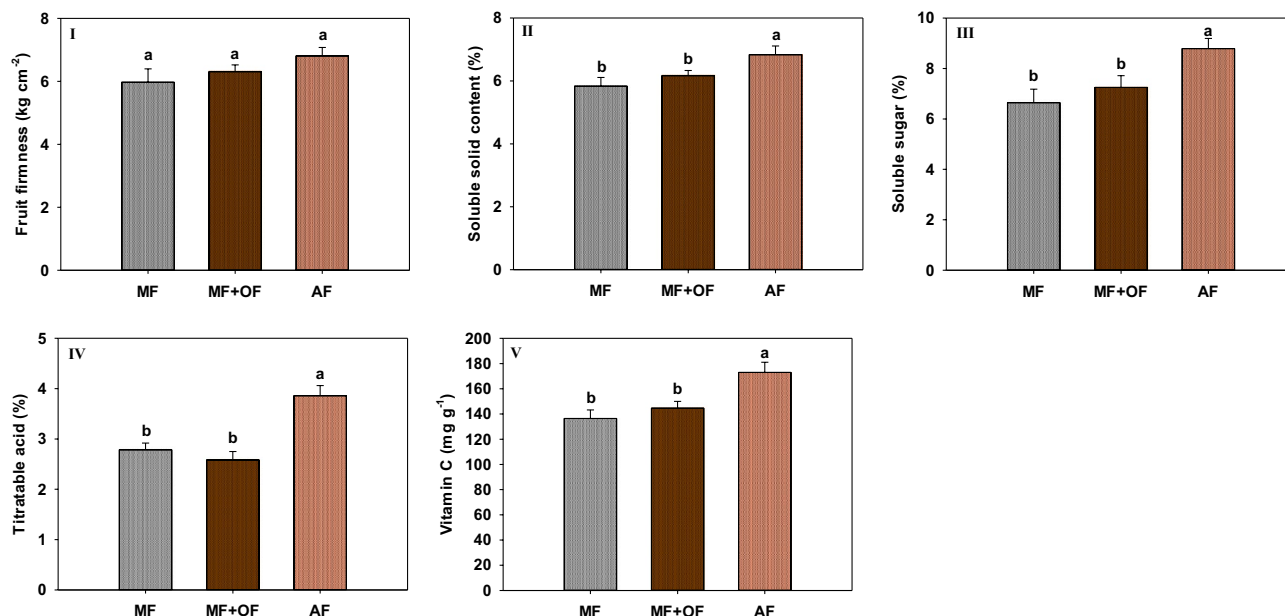 I
Fruit firmness (kg cm-2)
8
6
4
2
0
a
a
a
MF
MF+OF
AF
II
Soluble solid content (%)
8
6
4
2
0
b
b
a
MF
MF+OF
AF
III
Soluble sugar (%)
10
8
6
4
2
0
b
b
a
MF
MF+OF
AF
IV
Titratable acid (%)
5
4
3
2
1
0
b
b
a
MF
MF+OF
AF
V
Vitamin C (mg g-1)
200
180
160
140
120
100
80
60
40
20
0
b
b
a
MF
MF+OF
AF